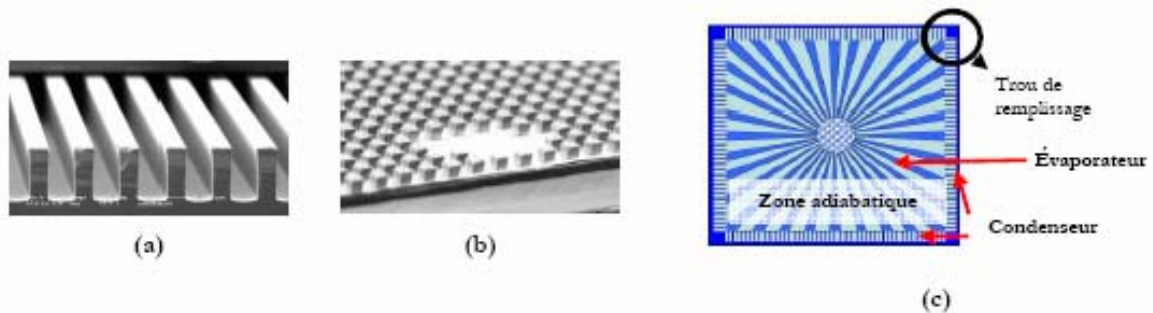 Trou de
remplissage
Évaporateur
Zone adiabatique
Condenseur
(a)
(b)
(c)